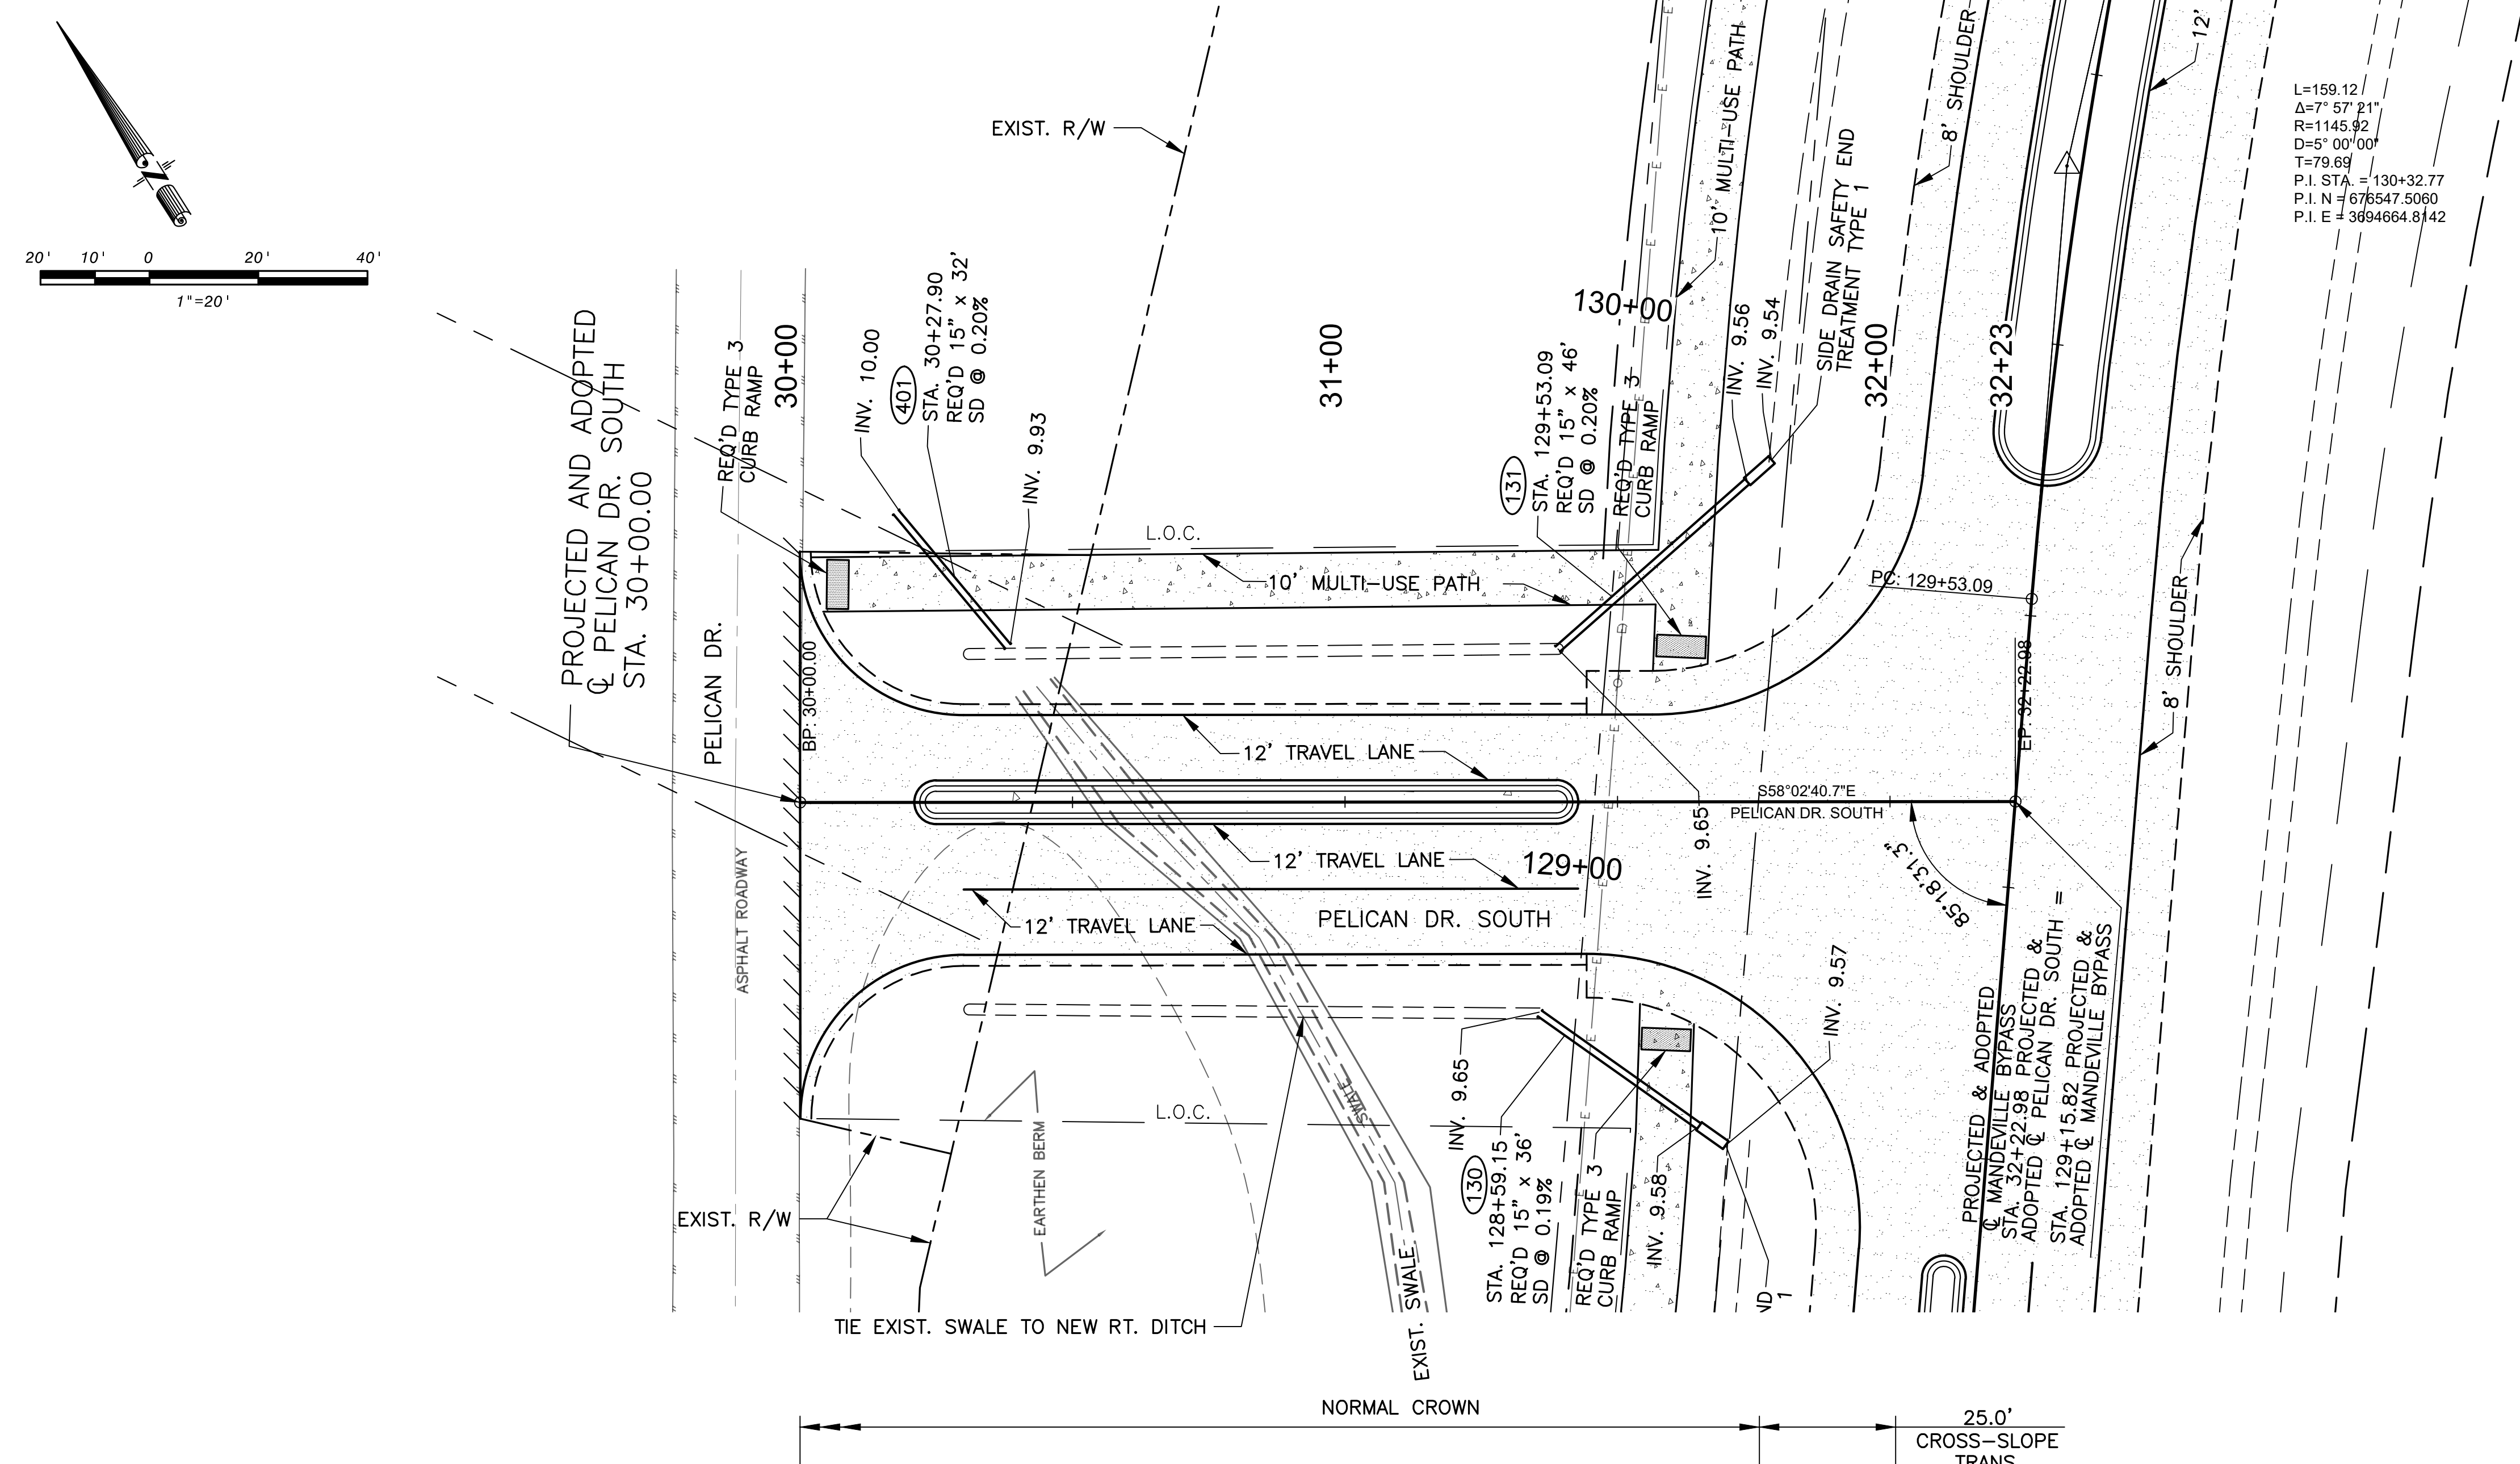 20' 10' 0 20' 40'
1"=20'
EXIST. R/W
10' MULTI-USE PATH
8' SHOULDER
12'
L=159.12
Δ=7° 57' 21"
R=1145.92
D=5° 00' 00"
T=79.69
P.I. STA. = 130+32.77
P.I. N = 676547.5060
P.I. E = 3694664.8142
SIDE DRAIN SAFETY END
TREATMENT TYPE 1
PROJECTED AND ADOPTED
℄ PELICAN DR. SOUTH
STA. 30+00.00
REQ'D TYPE 3
CURB RAMP
30+00
INV. 10.00
401
STA. 30+27.90
REQ'D 15" x 32'
SD @ 0.20%
INV. 9.93
31+00
130+00
131
STA. 129+53.09
REQ'D 15" x 46'
SD @ 0.20%
REQ'D TYPE 3
CURB RAMP
INV. 9.56
INV. 9.54
32+00
32+23
L.O.C.
10' MULTI-USE PATH
PC: 129+53.09
PELICAN DR.
BP: 30+00.00
12' TRAVEL LANE
EP: 32+22.98
8' SHOULDER
S58°02'40.7"E
PELICAN DR. SOUTH
INV. 9.65
12' TRAVEL LANE
129+00
85°18'31.3"
ASPHALT ROADWAY
12' TRAVEL LANE
PELICAN DR. SOUTH
INV. 9.57
PROJECTED & ADOPTED
℄ MANDEVILLE BYPASS
STA. 32+22.98 PROJECTED &
ADOPTED ℄ PELICAN DR. SOUTH =
STA. 129+15.82 PROJECTED &
ADOPTED ℄ MANDEVILLE BYPASS
SWALE
L.O.C.
INV. 9.65
130
STA. 128+59.15
REQ'D 15" x 36'
SD @ 0.19%
REQ'D TYPE 3
CURB RAMP
INV. 9.58
EARTHEN BERM
EXIST. R/W
ND
1
TIE EXIST. SWALE TO NEW RT. DITCH
EXIST. SWALE
E E E E E E E E E E E E E E E E
NORMAL CROWN
25.0'
CROSS-SLOPE
TRANS